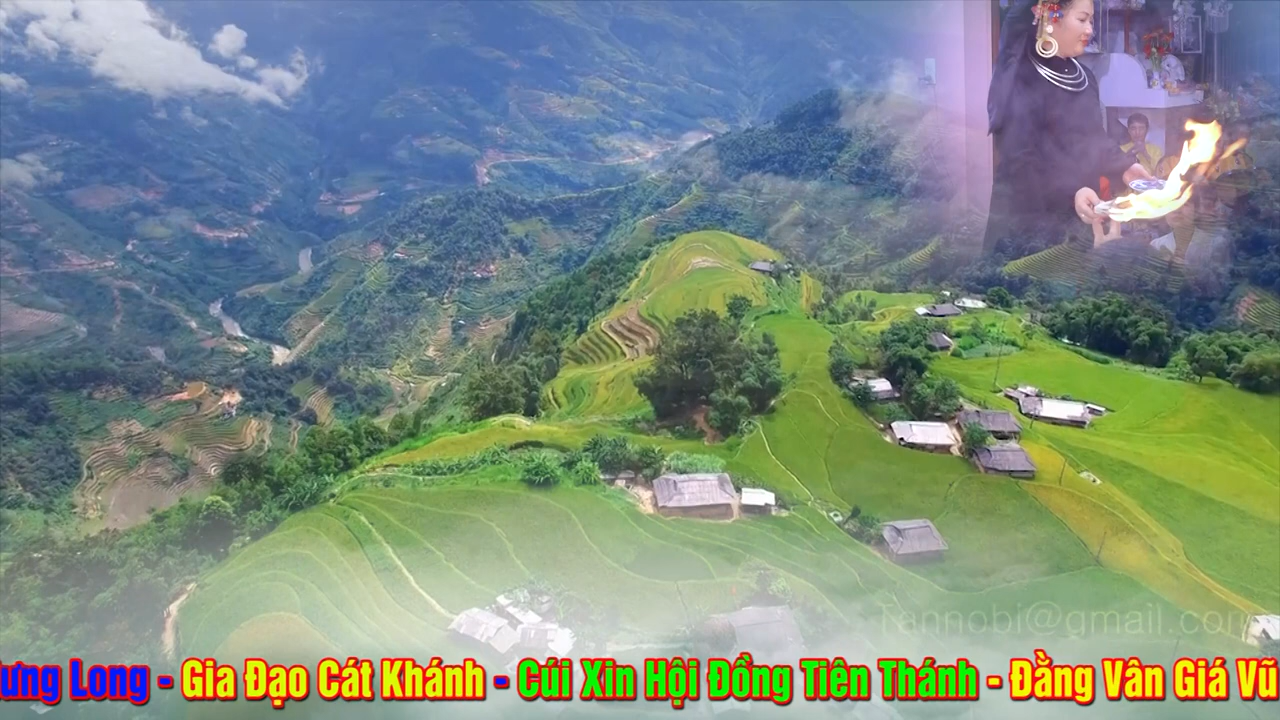 Tannobi@gmail.com
ưng Long - Gia Đạo Cát Khánh - Cúi Xin Hội Đồng Tiên Thánh - Đằng Vân Giá Vũ